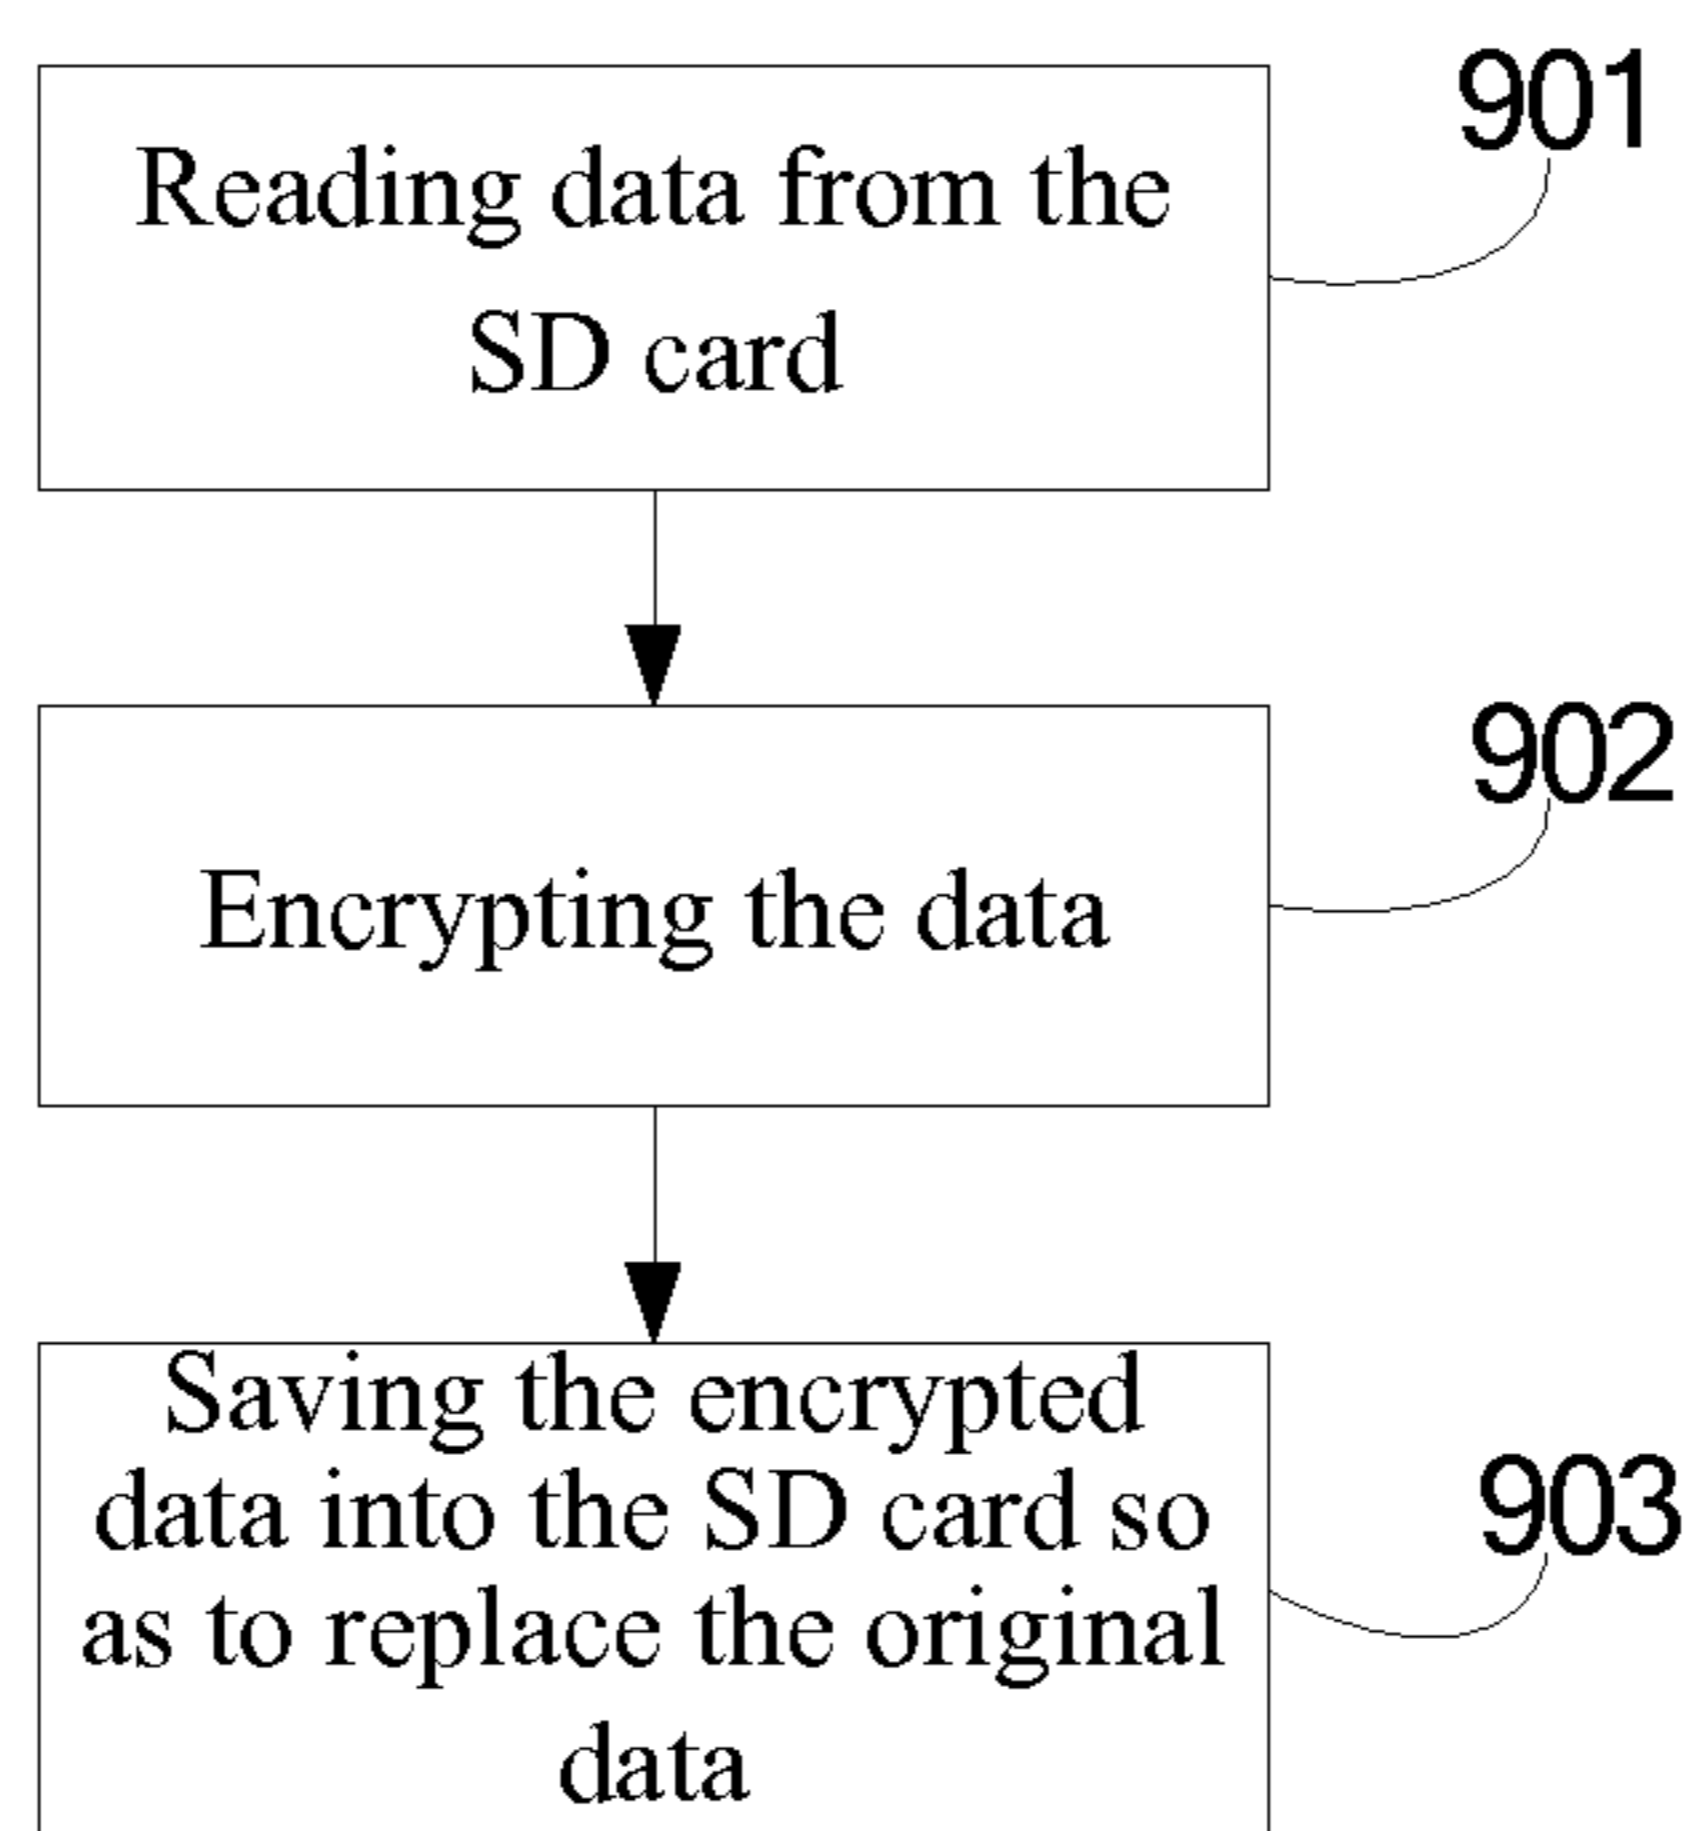 901
Reading data from the
SD card
902
Encrypting the data
Saving the encrypted
data into the SD card so
903
as to replace the original
data